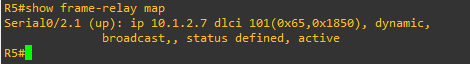 R5#show frame-relay map
Serial0/2.1 (up): ip 10.1.2.7 dlci 101(0x65,0x1850), dynamic,
broadcast,, status defined, active
R5#